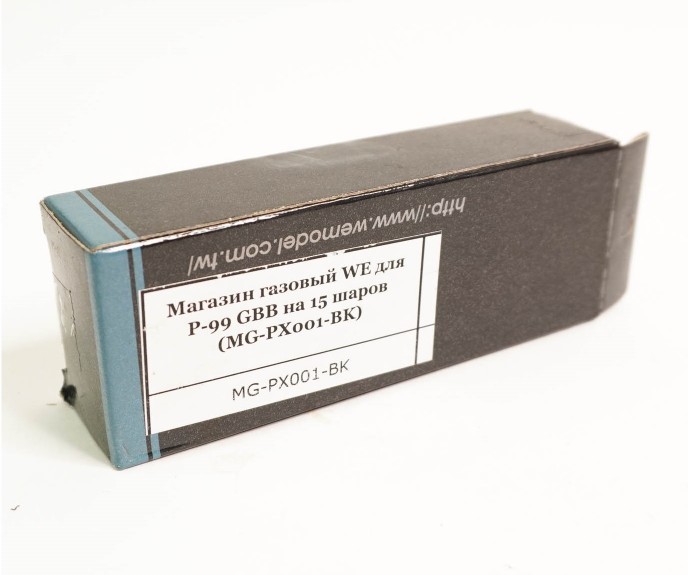 http://www.wemodel.com.tw/
Магазин газовый WE для
P-99 GBB на 15 шаров
(MG-PX001-BK)
MG-PX001-BK